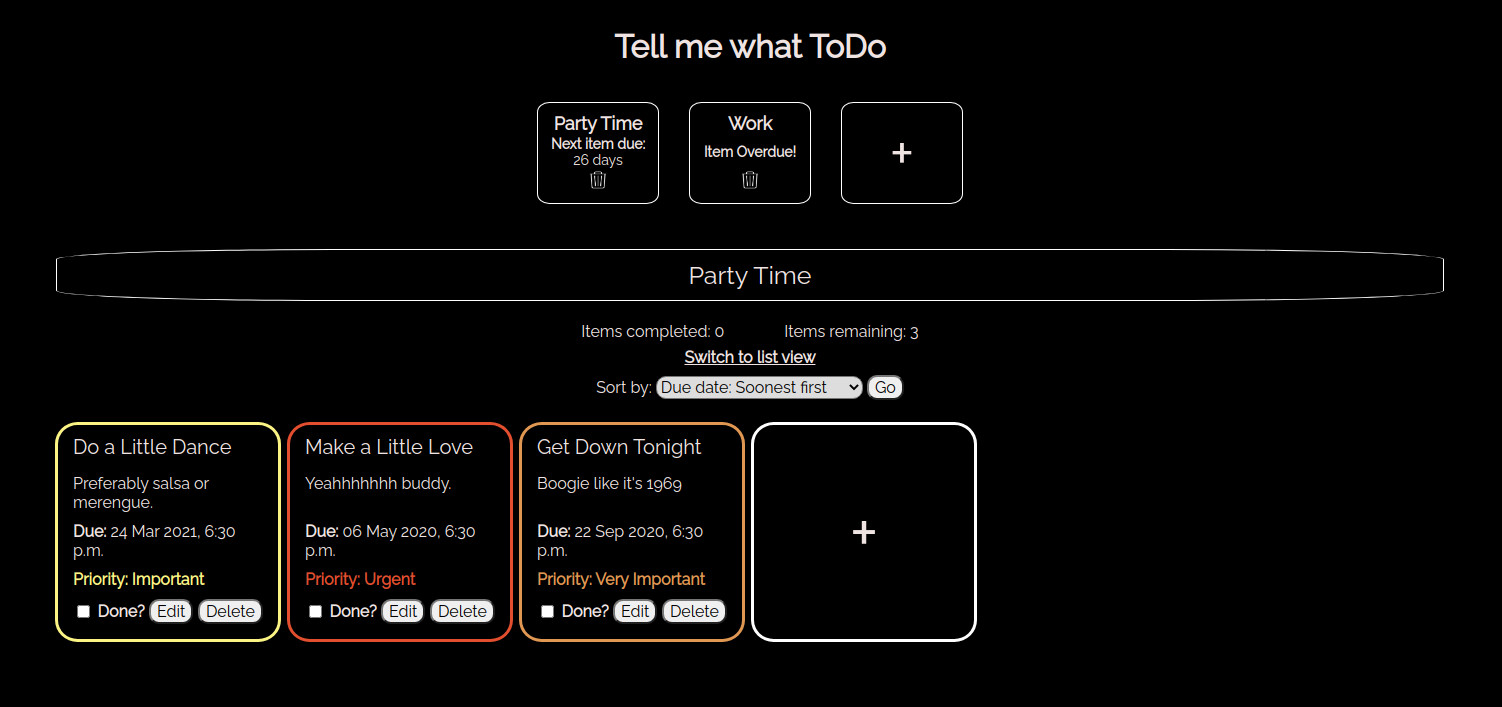 Tell me what ToDo
Party Time
Next item due:
26 days
Work
Item Overdue!
+
Party Time
Items completed: 0
Items remaining: 3
Switch to list view
Sort by: Due date: Soonest first Go
Do a Little Dance
Preferably salsa or
merengue.
Due: 24 Mar 2021, 6:30
p.m.
Priority: Important
Done? Edit Delete
Make a Little Love
Yeahhhhhhh buddy.
Due: 06 May 2020, 6:30
p.m.
Priority: Urgent
Done? Edit Delete
Get Down Tonight
Boogie like it's 1969
Due: 22 Sep 2020, 6:30
p.m.
Priority: Very Important
Done? Edit Delete
+